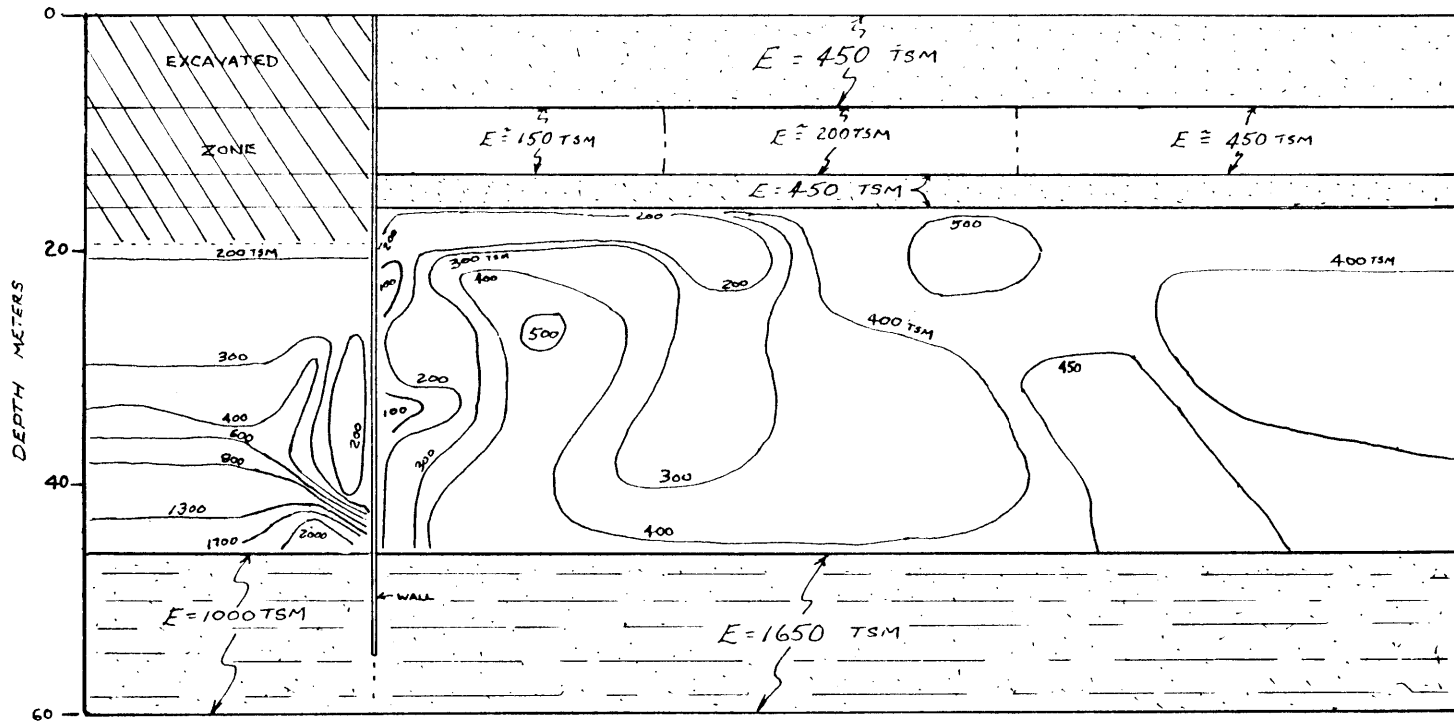 0
EXCAVATED
ZONE
E = 450 TSM
E ≅ 150 TSM
E ≅ 200 TSM
E ≅ 450 TSM
E = 450 TSM
20
200 TSM
200
200
500
300 TSM
400
200
400 TSM
100
500
400 TSM
300
200
450
400
100
200
600
800
300
300
DEPTH METERS
40
1300
1700
2000
400
E = 1000 TSM
WALL
E = 1650 TSM
60